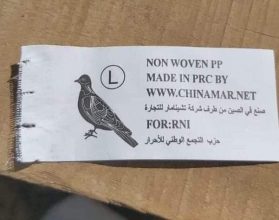 L
NON WOVEN PP
MADE IN PRC BY
WWW.CHINAMAR.NET
صنع في الصين من طرف شركة تشينامار للتجارة
FOR:RNI
حزب التجمع الوطني للأحرار